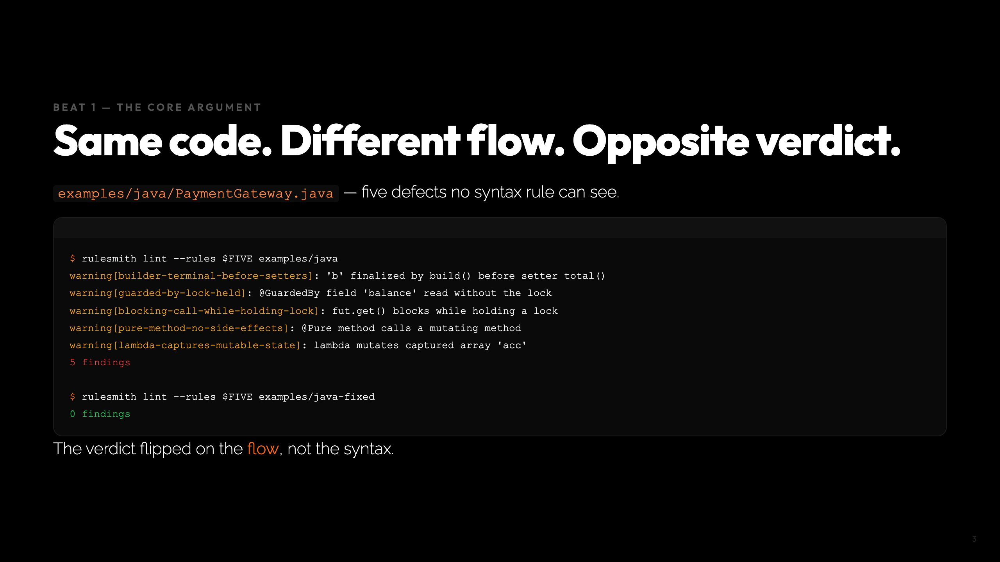 BEAT 1 — THE CORE ARGUMENT
Same code. Different flow. Opposite verdict.
examples/java/PaymentGateway.java — five defects no syntax rule can see.
$ rulesmith lint --rules $FIVE examples/java
warning[builder-terminal-before-setters]: 'b' finalized by build() before setter total()
warning[guarded-by-lock-held]: @GuardedBy field 'balance' read without the lock
warning[blocking-call-while-holding-lock]: fut.get() blocks while holding a lock
warning[pure-method-no-side-effects]: @Pure method calls a mutating method
warning[lambda-captures-mutable-state]: lambda mutates captured array 'acc'
5 findings
$ rulesmith lint --rules $FIVE examples/java-fixed
0 findings
The verdict flipped on the flow, not the syntax.
3